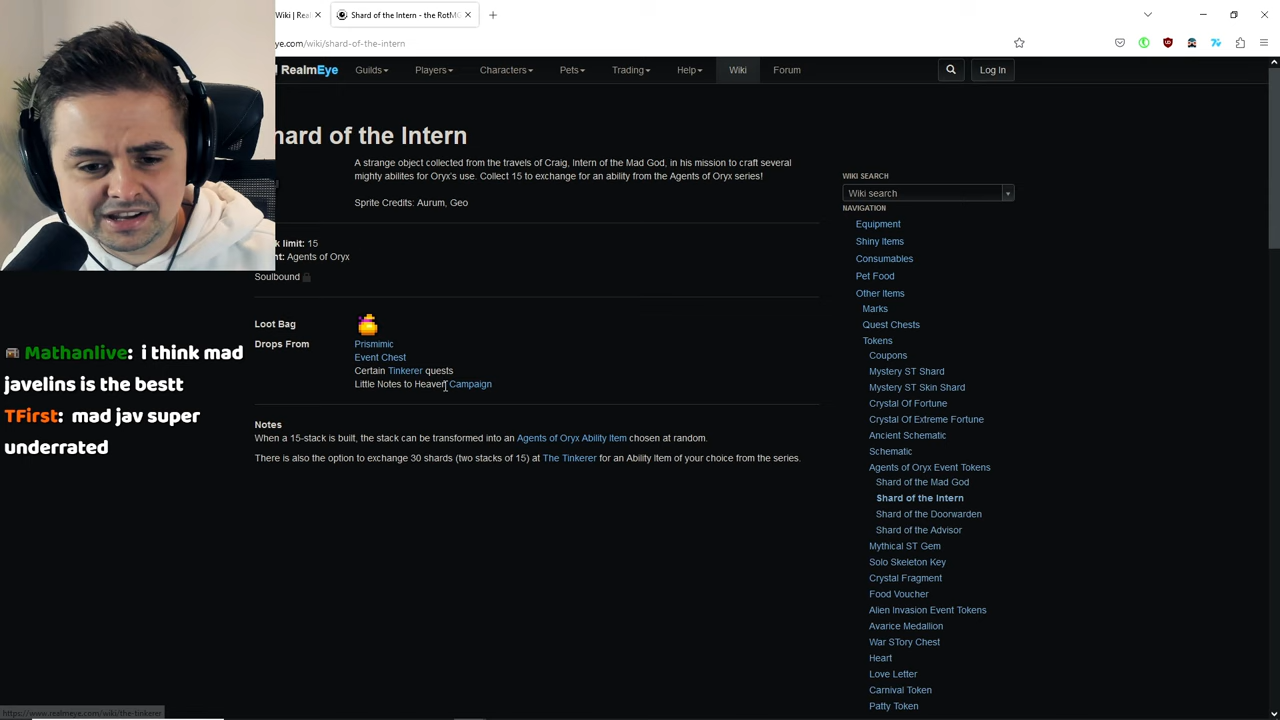 Wiki | Rea
Shard of the Intern - the RotMG
eye.com/wiki/shard-of-the-intern
RealmEye
Guilds
Players
Characters
Pets
Trading
Help
Wiki
Forum
Log In
hard of the Intern
A strange object collected from the travels of Craig, Intern of the Mad God, in his mission to craft several
mighty abilites for Oryx's use. Collect 15 to exchange for an ability from the Agents of Oryx series!
Sprite Credits: Aurum, Geo
k limit: 15
nt: Agents of Oryx
Soulbound
Loot Bag
Drops From
Prismimic
Event Chest
Certain Tinkerer quests
Little Notes to Heaven Campaign
Notes
When a 15-stack is built, the stack can be transformed into an Agents of Oryx Ability Item chosen at random.
There is also the option to exchange 30 shards (two stacks of 15) at The Tinkerer for an Ability Item of your choice from the series.
WIKI SEARCH
Wiki search
NAVIGATION
Equipment
Shiny Items
Consumables
Pet Food
Other Items
Marks
Quest Chests
Tokens
Coupons
Mystery ST Shard
Mystery ST Skin Shard
Crystal Of Fortune
Crystal Of Extreme Fortune
Ancient Schematic
Schematic
Agents of Oryx Event Tokens
Shard of the Mad God
Shard of the Intern
Shard of the Doorwarden
Shard of the Advisor
Mythical ST Gem
Solo Skeleton Key
Crystal Fragment
Food Voucher
Alien Invasion Event Tokens
Avarice Medallion
War STory Chest
Heart
Love Letter
Carnival Token
Patty Token
Mathanlive: i think mad
javelins is the bestt
TFirst: mad jav super
underrated
https://www.realmeye.com/wiki/the-tinkerer